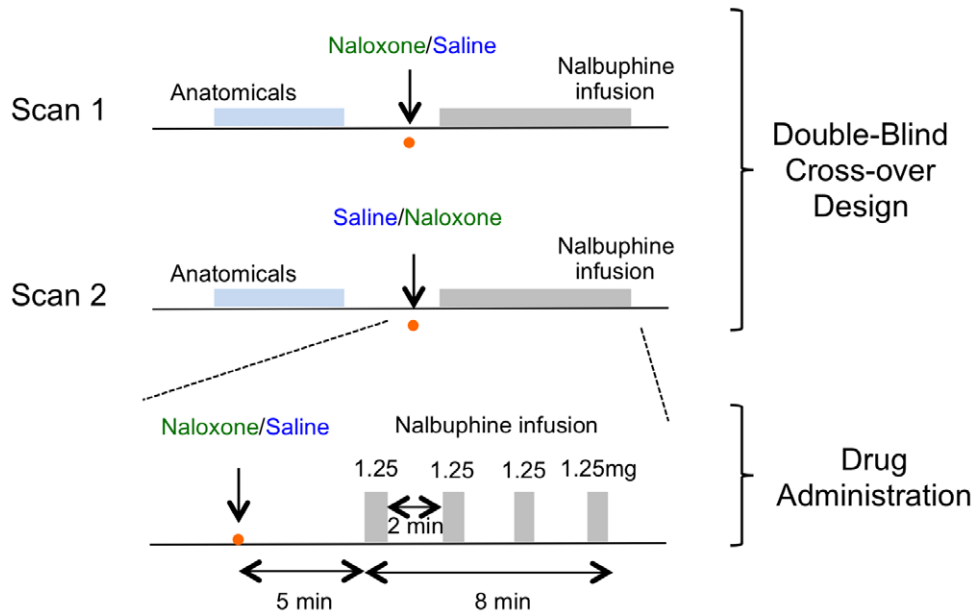 Scan 1
Naloxone/Saline
Anatomicals
Nalbuphine
infusion
Scan 2
Saline/Naloxone
Anatomicals
Nalbuphine
infusion
Double-Blind
Cross-over
Design
Naloxone/Saline
Nalbuphine infusion
1.25 1.25 1.25 1.25mg
2 min
5 min 8 min
Drug
Administration